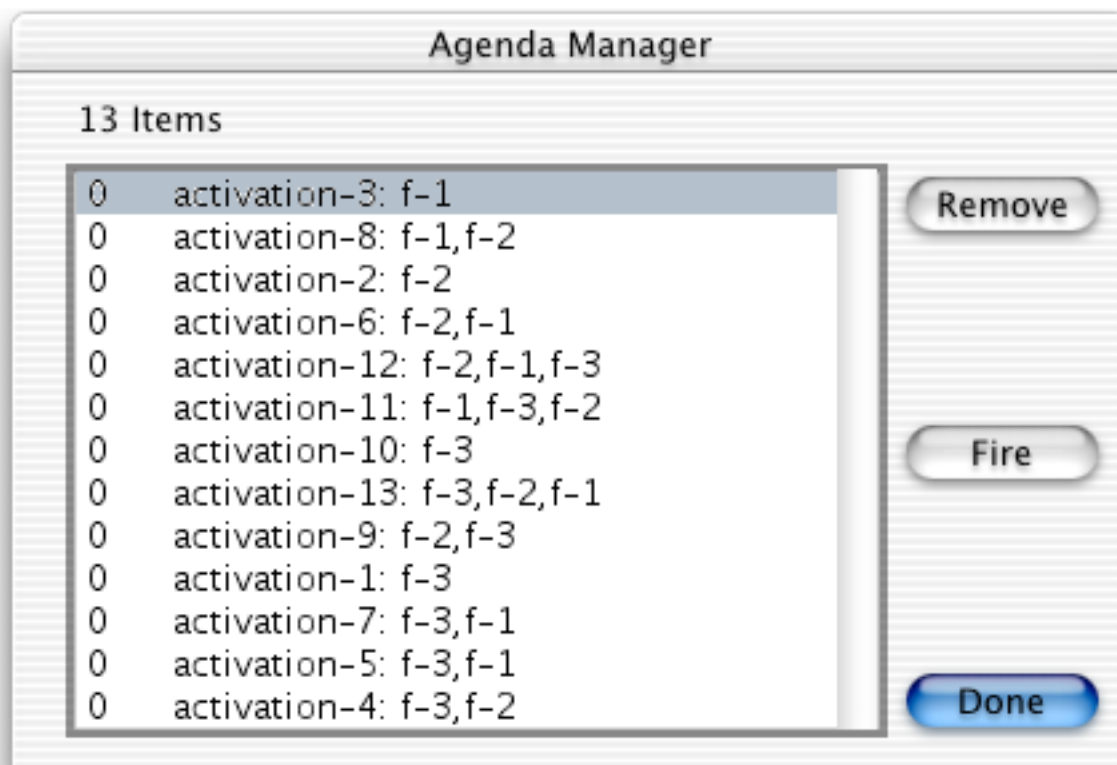 Agenda Manager
13 Items
0 activation-3: f-1
0 activation-8: f-1,f-2
0 activation-2: f-2
0 activation-6: f-2,f-1
0 activation-12: f-2,f-1,f-3
0 activation-11: f-1,f-3,f-2
0 activation-10: f-3
0 activation-13: f-3,f-2,f-1
0 activation-9: f-2,f-3
0 activation-1: f-3
0 activation-7: f-3,f-1
0 activation-5: f-3,f-1
0 activation-4: f-3,f-2
Remove
Fire
Done